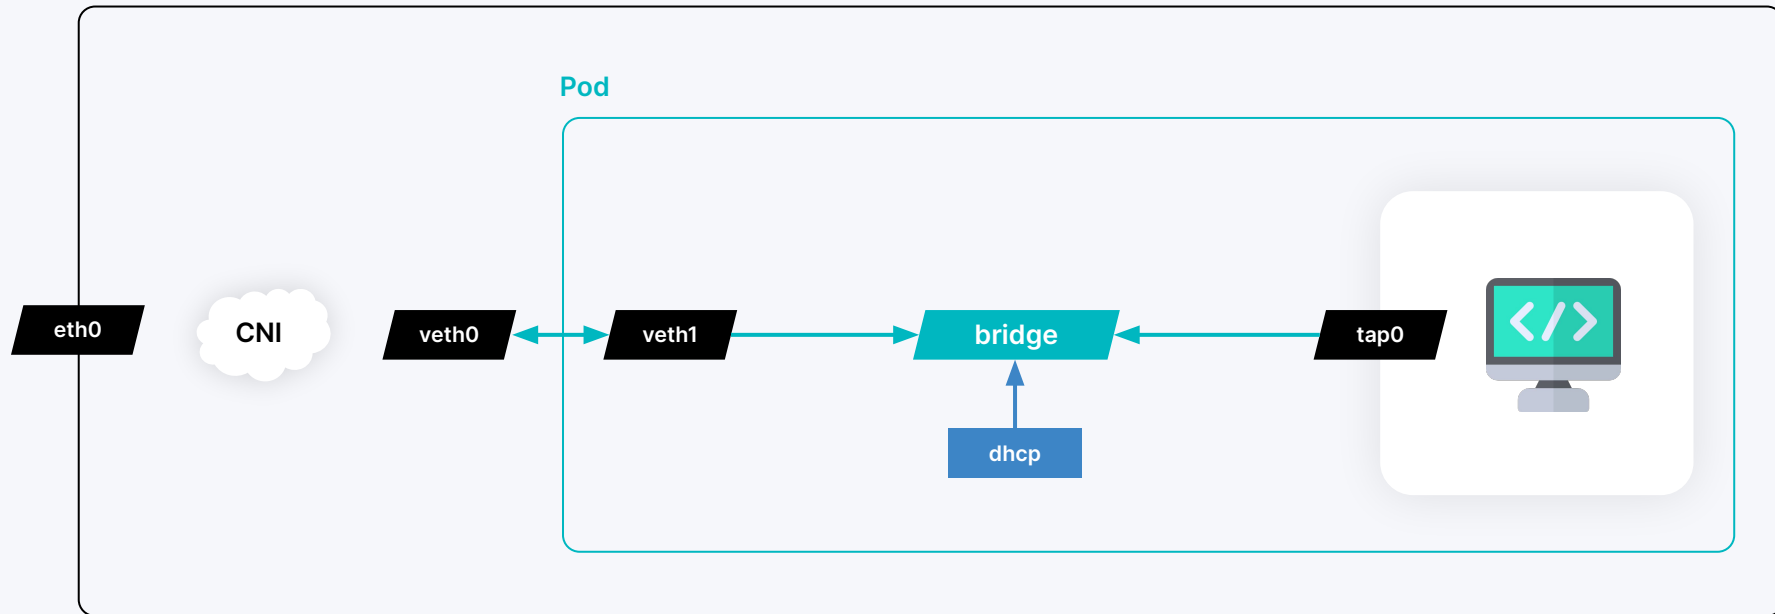 Pod
eth0
CNI
veth0
veth1
bridge
tap0
dhcp